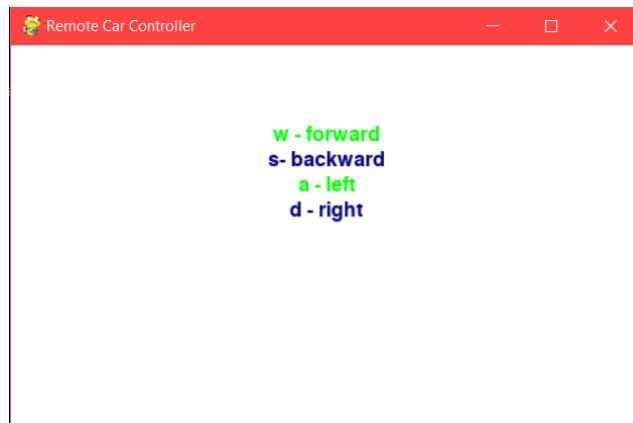 Remote Car Controller
w - forward
s- backward
a - left
d - right